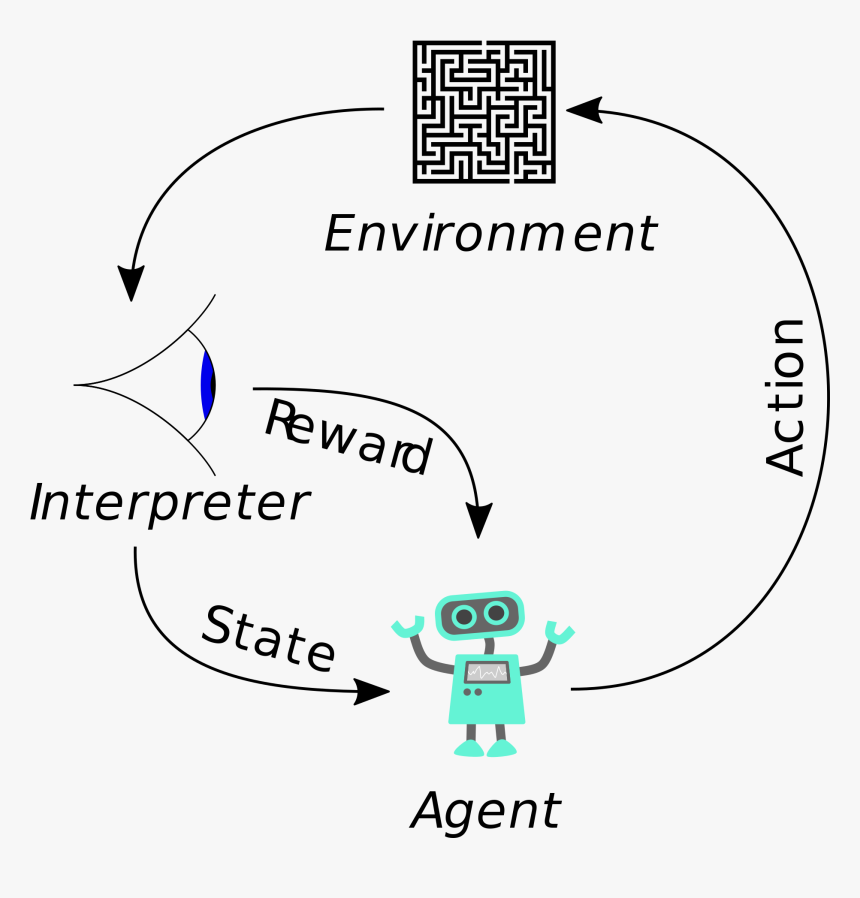 Environment
Action
Reward
Interpreter
State
Agent